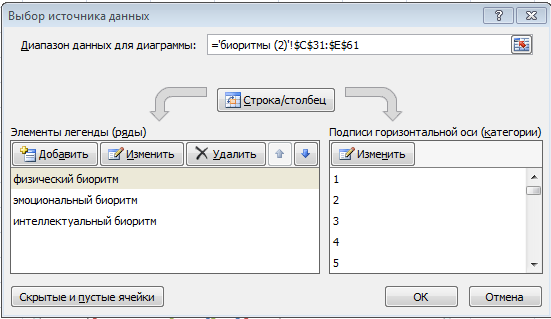 Выбор источника данных
Диапазон данных для диаграммы: ='биоритмы (2)'!$C$31:$E$61
Строка/столбец
Элементы легенды (ряды)
Добавить Изменить Удалить
физический биоритм
эмоциональный биоритм
интеллектуальный биоритм
Подписи горизонтальной оси (категории)
Изменить
1
2
3
4
5
Скрытые и пустые ячейки
ОК Отмена